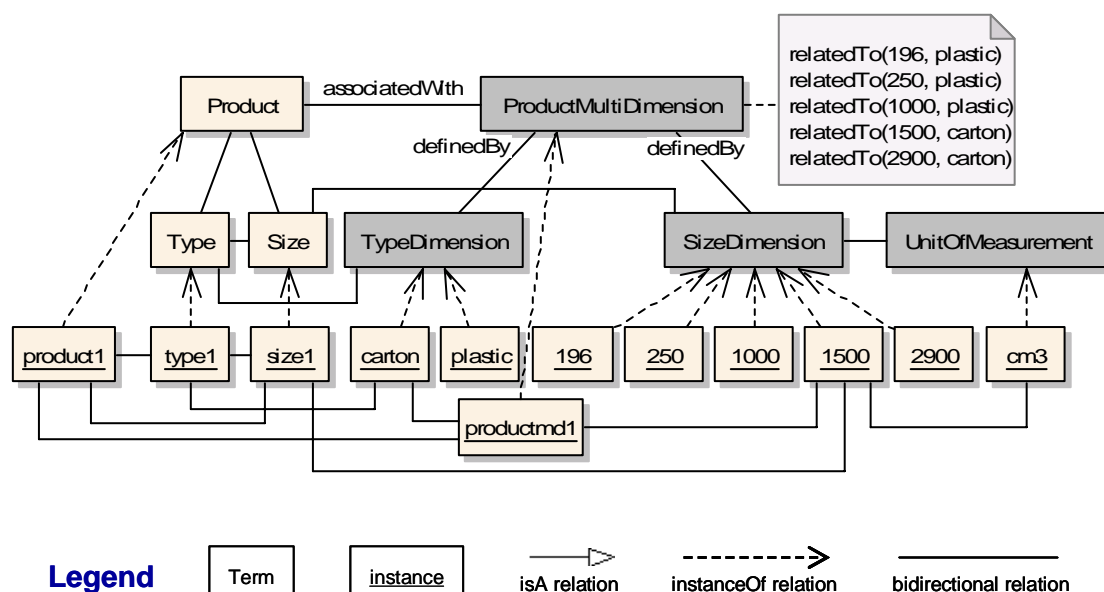 relatedTo(196, plastic)
relatedTo(250, plastic)
relatedTo(1000, plastic)
relatedTo(1500, carton)
relatedTo(2900, carton)
Product
associatedWith
ProductMultiDimension
definedBy
definedBy
Type
Size
TypeDimension
SizeDimension
UnitOfMeasurement
product1
type1
size1
carton
plastic
196
250
1000
1500
2900
cm3
productmd1
Legend
Term
instance
isA relation
instanceOf relation
bidirectional relation